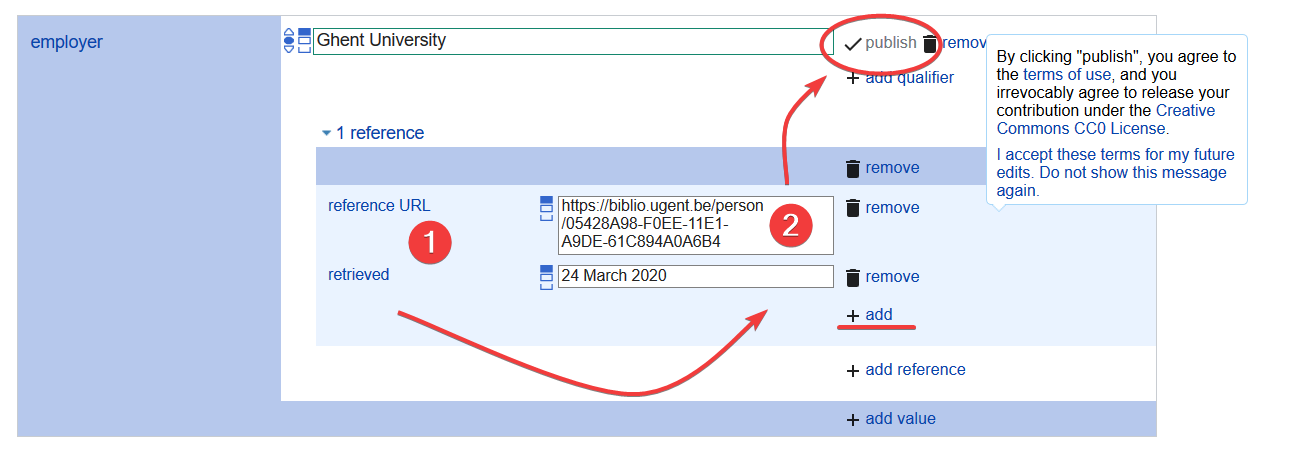 employer
Ghent University
publish
remov
add qualifier
By clicking "publish", you agree to
the terms of use, and you
irrevocably agree to release your
contribution under the Creative
Commons CC0 License.
I accept these terms for my future
edits. Do not show this message
again.
1 reference
remove
reference URL
1
https://biblio.ugent.be/person
/05428A98-F0EE-11E1-
A9DE-61C894A0A6B4
2
remove
retrieved
24 March 2020
remove
+ add
+ add reference
+ add value